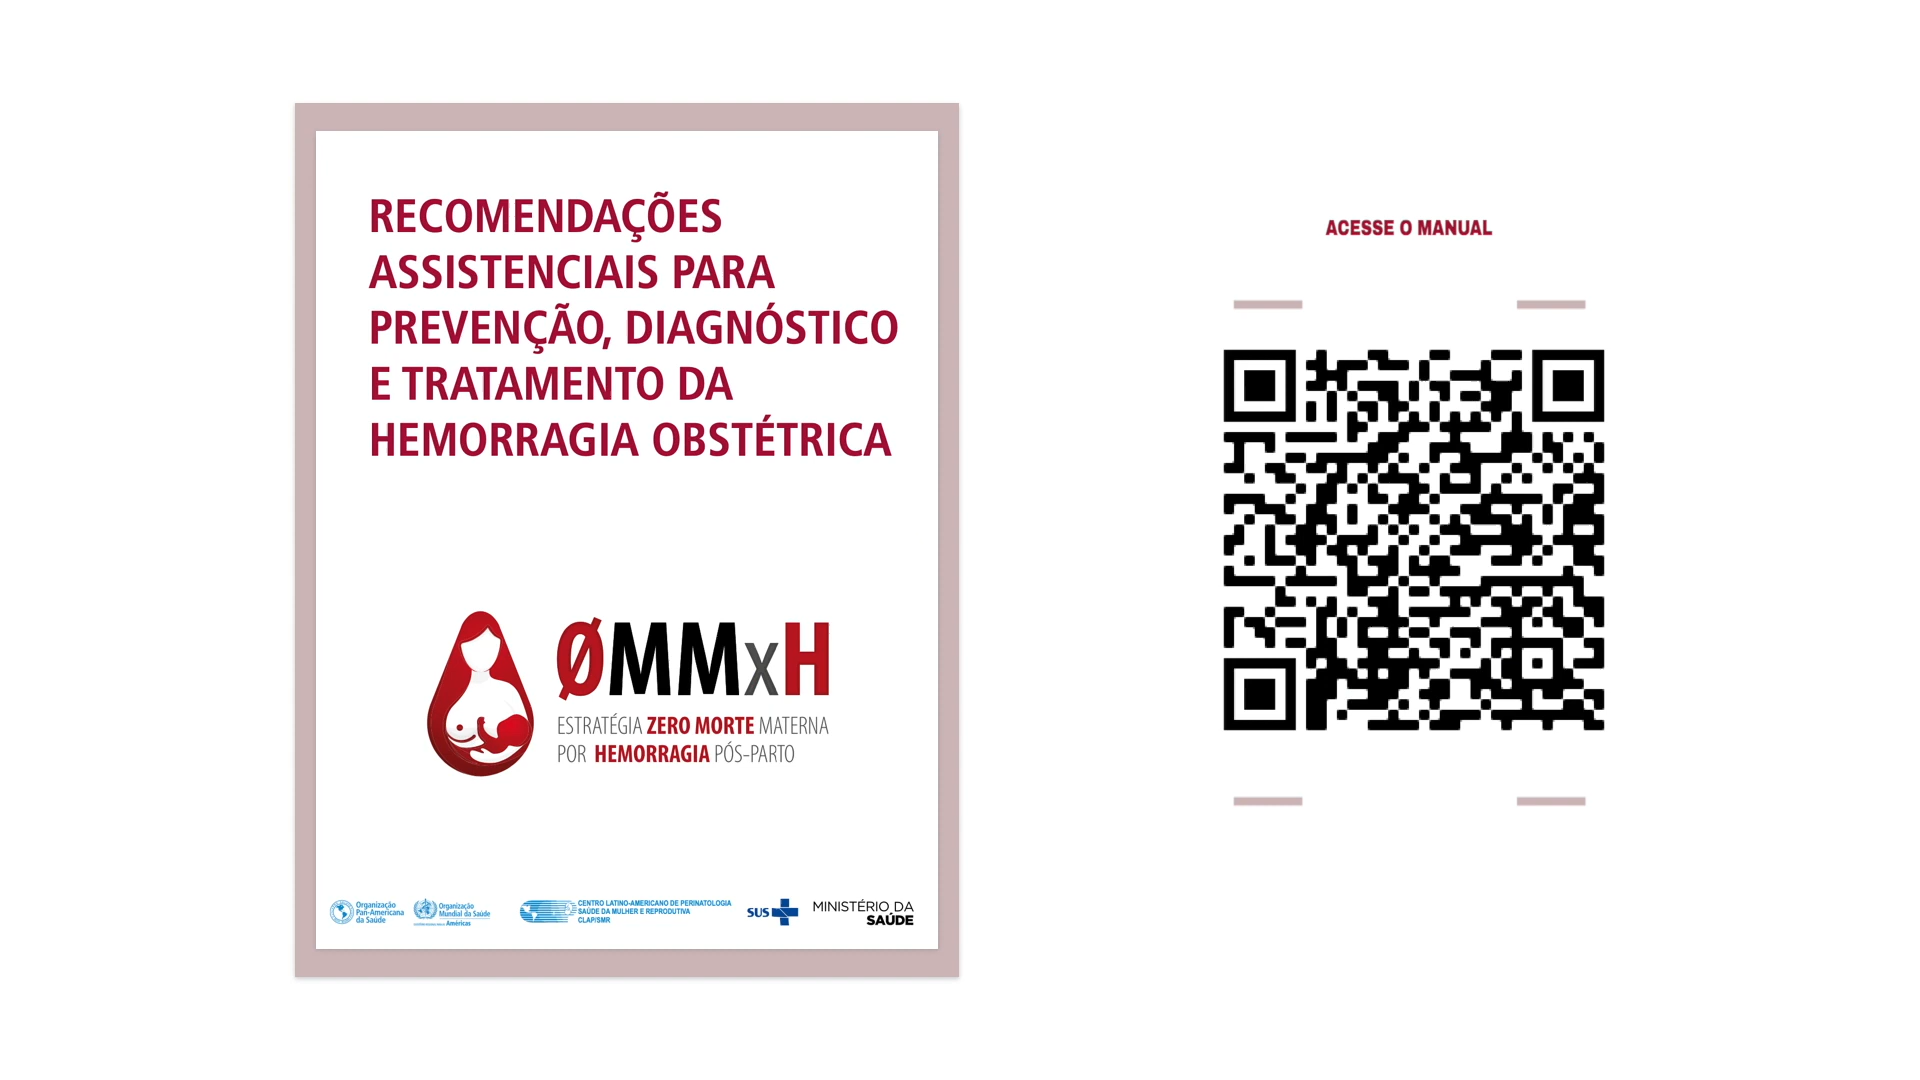 RECOMENDAÇÕES
ASSISTENCIAIS PARA
PREVENÇÃO, DIAGNÓSTICO
E TRATAMENTO DA
HEMORRAGIA OBSTÉTRICA
ØMMxH
ESTRATÉGIA ZERO MORTE MATERNA
POR HEMORRAGIA PÓS-PARTO
Organização
Pan-Americana
da Saúde
Organização
Mundial da Saúde
Américas
CENTRO LATINO-AMERICANO DE PERINATOLOGIA
SAÚDE DA MULHER E REPRODUTIVA
CLAP/SMR
SUS
MINISTÉRIO DA
SAÚDE
ACESSE O MANUAL